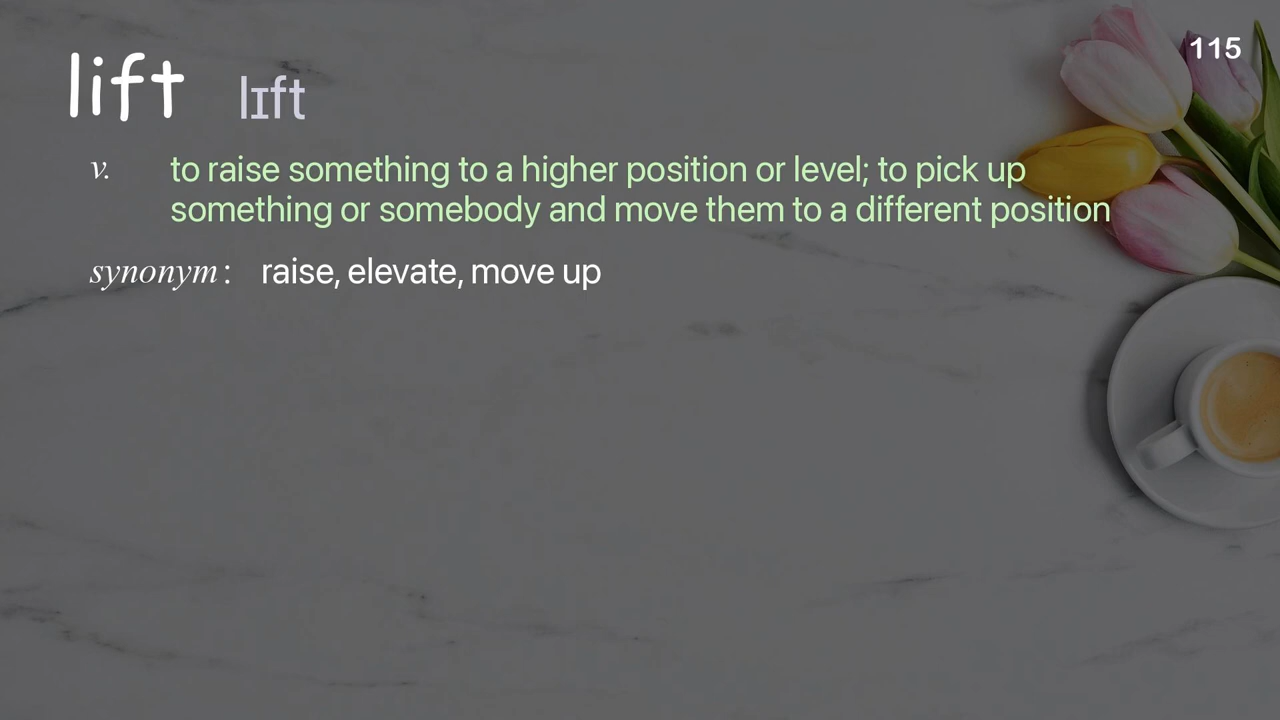 115
lift lɪft
v. to raise something to a higher position or level; to pick up
something or somebody and move them to a different position
synonym : raise, elevate, move up